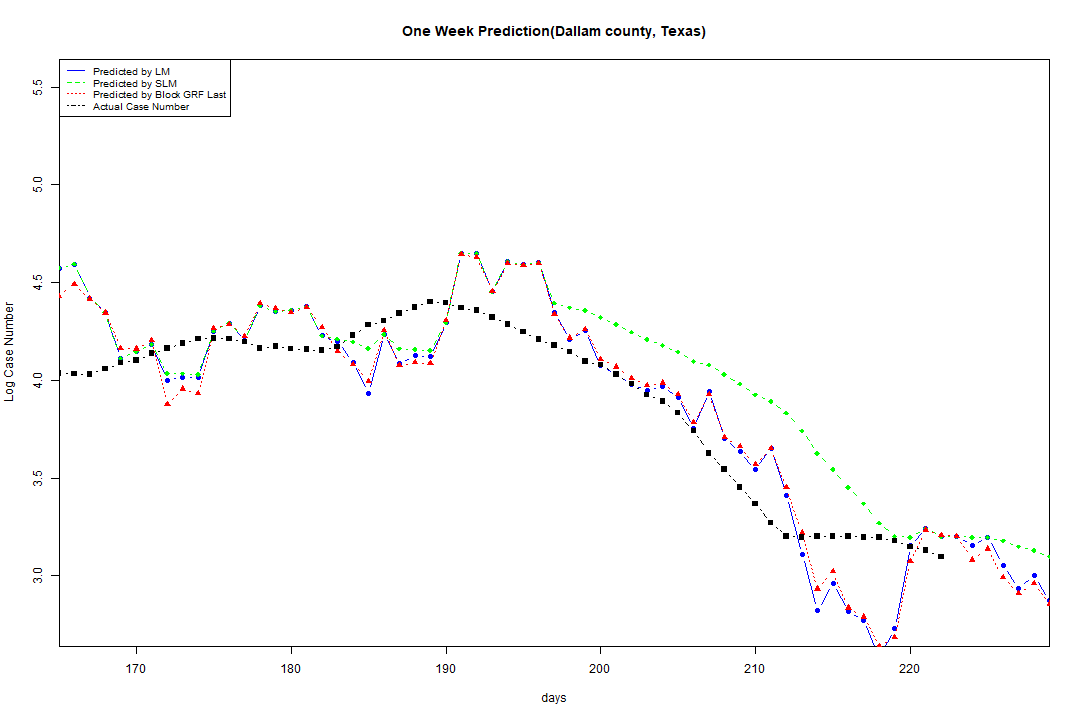 One Week Prediction(Dallam county, Texas)
Predicted by LM
Predicted by SLM
Predicted by Block GRF Last
Actual Case Number
5.5
5.0
4.5
4.0
3.5
3.0
Log Case Number
170 180 190 200 210 220
days